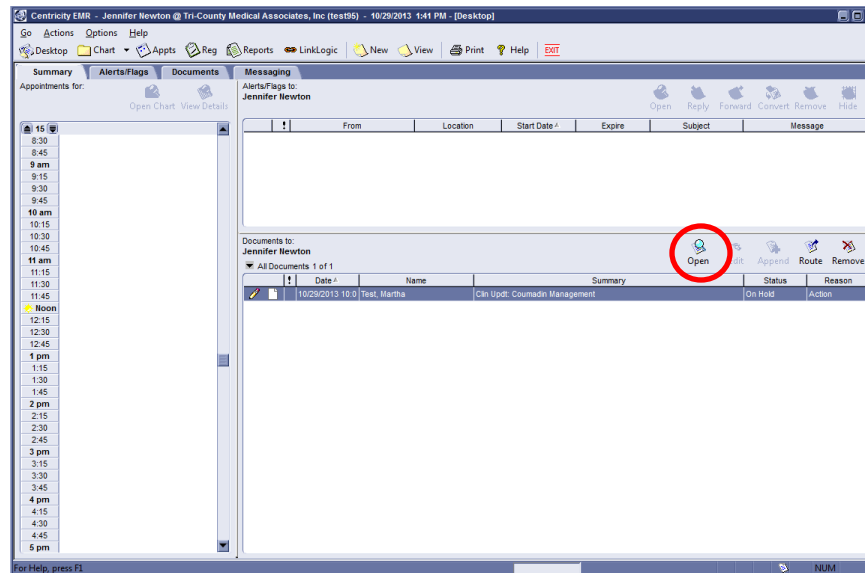 Centricity EMR - Jennifer Newton @ Tri-County Medical Associates, Inc (test95) - 10/29/2013 1:41 PM - [Desktop]
Go Actions Options Help
Desktop Chart Appts Reg Reports LinkLogic New View Print Help EXIT
Summary Alerts/Flags Documents Messaging
Appointments for:
Open Chart View Details
15
8:30
8:45
9 am
9:15
9:30
9:45
10 am
10:15
10:30
10:45
11 am
11:15
11:30
11:45
Noon
12:15
12:30
12:45
1 pm
1:15
1:30
1:45
2 pm
2:15
2:30
2:45
3 pm
3:15
3:30
3:45
4 pm
4:15
4:30
4:45
5 pm
Alerts/Flags to:
Jennifer Newton
Open Reply Forward Convert Remove Hide
! From Location Start Date Expire Subject Message
Documents to:
Jennifer Newton
All Documents 1 of 1
Open Append Route Remove
! Date Name Summary Status Reason
10/29/2013 10:0 Test, Martha Clin Updt: Coumadin Management On Hold Action
For Help, press F1 NUM